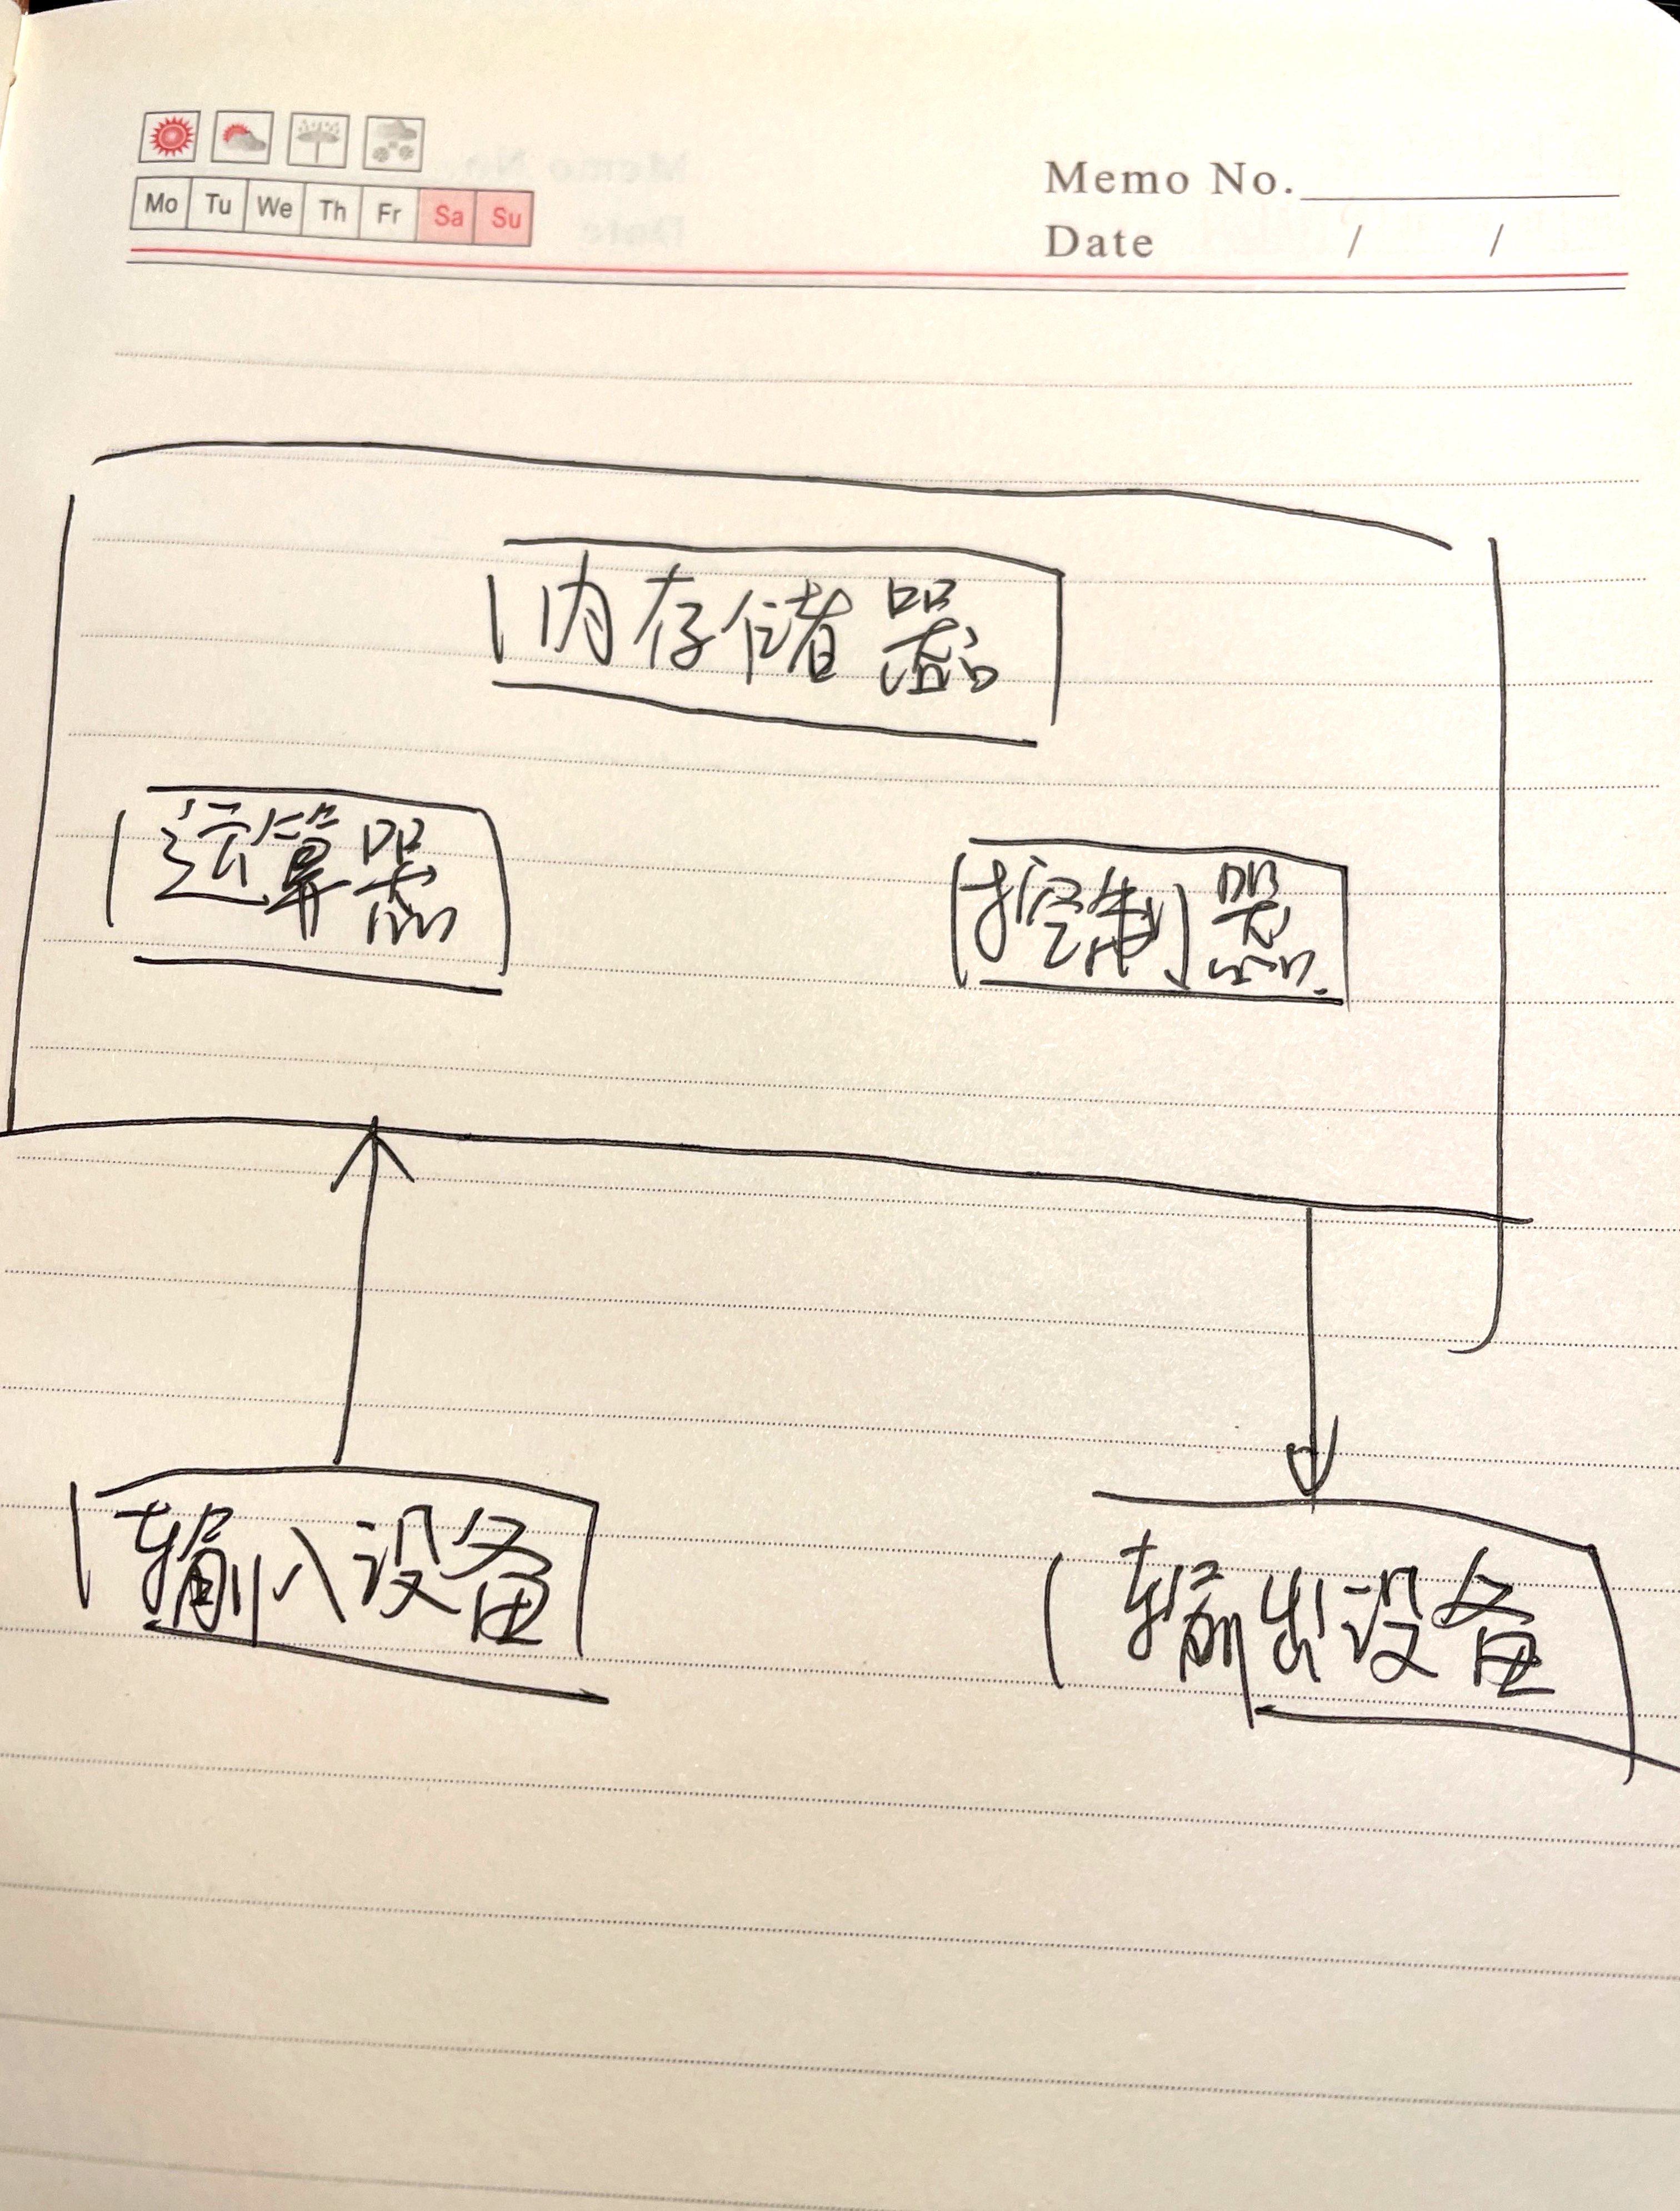 Memo No.
Mo Tu We Th Fr Sa Su
Date / /
内存储器
运算器
控制器
输入设备
输出设备